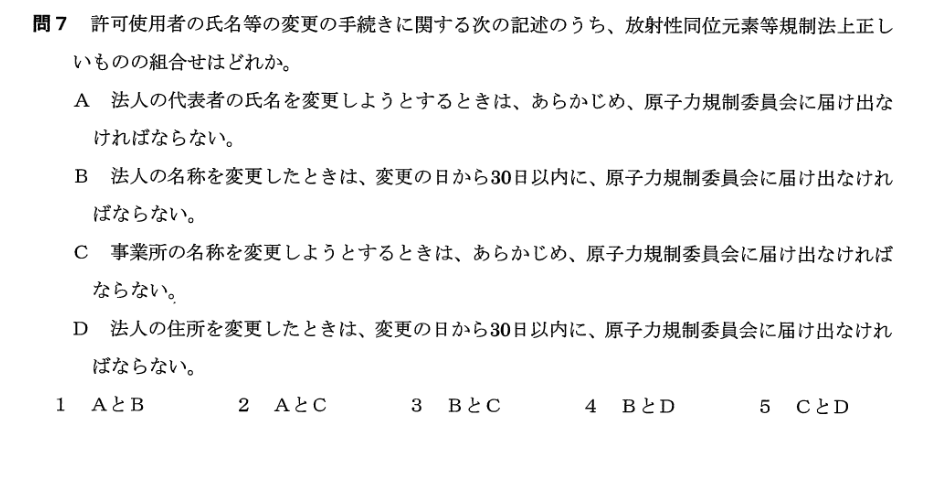 問7　許可使用者の氏名等の変更の手続きに関する次の記述のうち、放射性同位元素等規制法上正し
いものの組合せはどれか。
A　法人の代表者の氏名を変更しようとするときは、あらかじめ、原子力規制委員会に届け出な
ければならない。
B　法人の名称を変更したときは、変更の日から30日以内に、原子力規制委員会に届け出なけれ
ばならない。
C　事業所の名称を変更しようとするときは、あらかじめ、原子力規制委員会に届け出なければ
ならない。
D　法人の住所を変更したときは、変更の日から30日以内に、原子力規制委員会に届け出なけれ
ばならない。
1　AとB　2　AとC　3　BとC　4　BとD　5　CとD